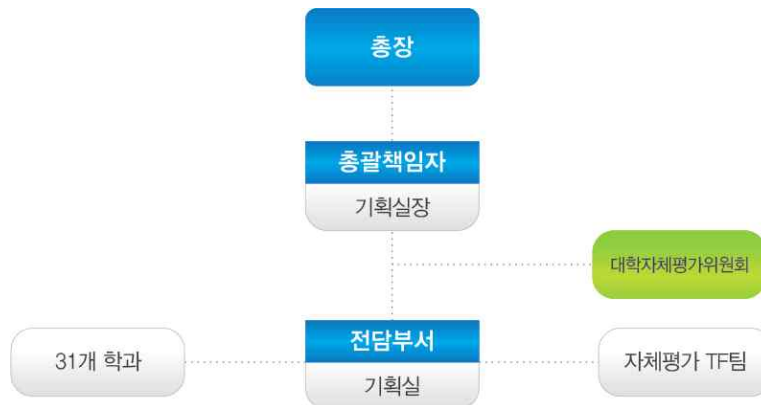 총장
총괄책임자
기획실장
대학자체평가위원회
31개 학과
전담부서
기획실
자체평가 TF팀